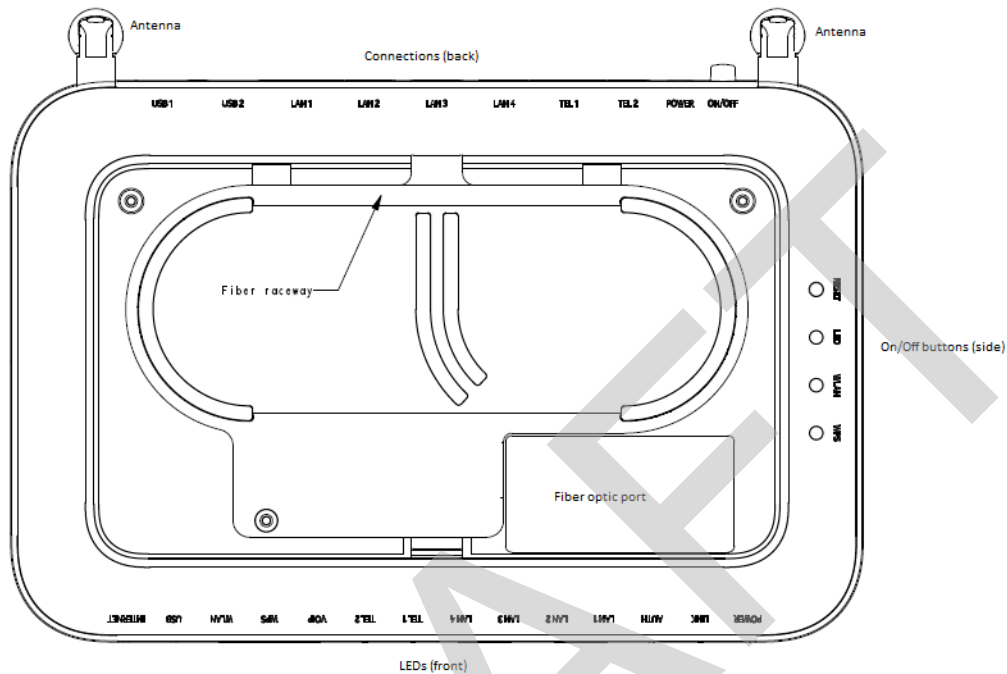 Antenna
Antenna
Connections (back)
USB1 USB2 LAN1 LAN2 LAN3 LAN4 TEL1 TEL2 POWER ON/OFF
Fiber raceway
RESET
LED
On/Off buttons (side)
WLAN
WPS
Fiber optic port
INTERNET USB WLAN WPS VOIP TEL2 TEL1 LAN4 LAN3 LAN2 LAN1 AUTH LINK POWER
LEDs (front)
AFT